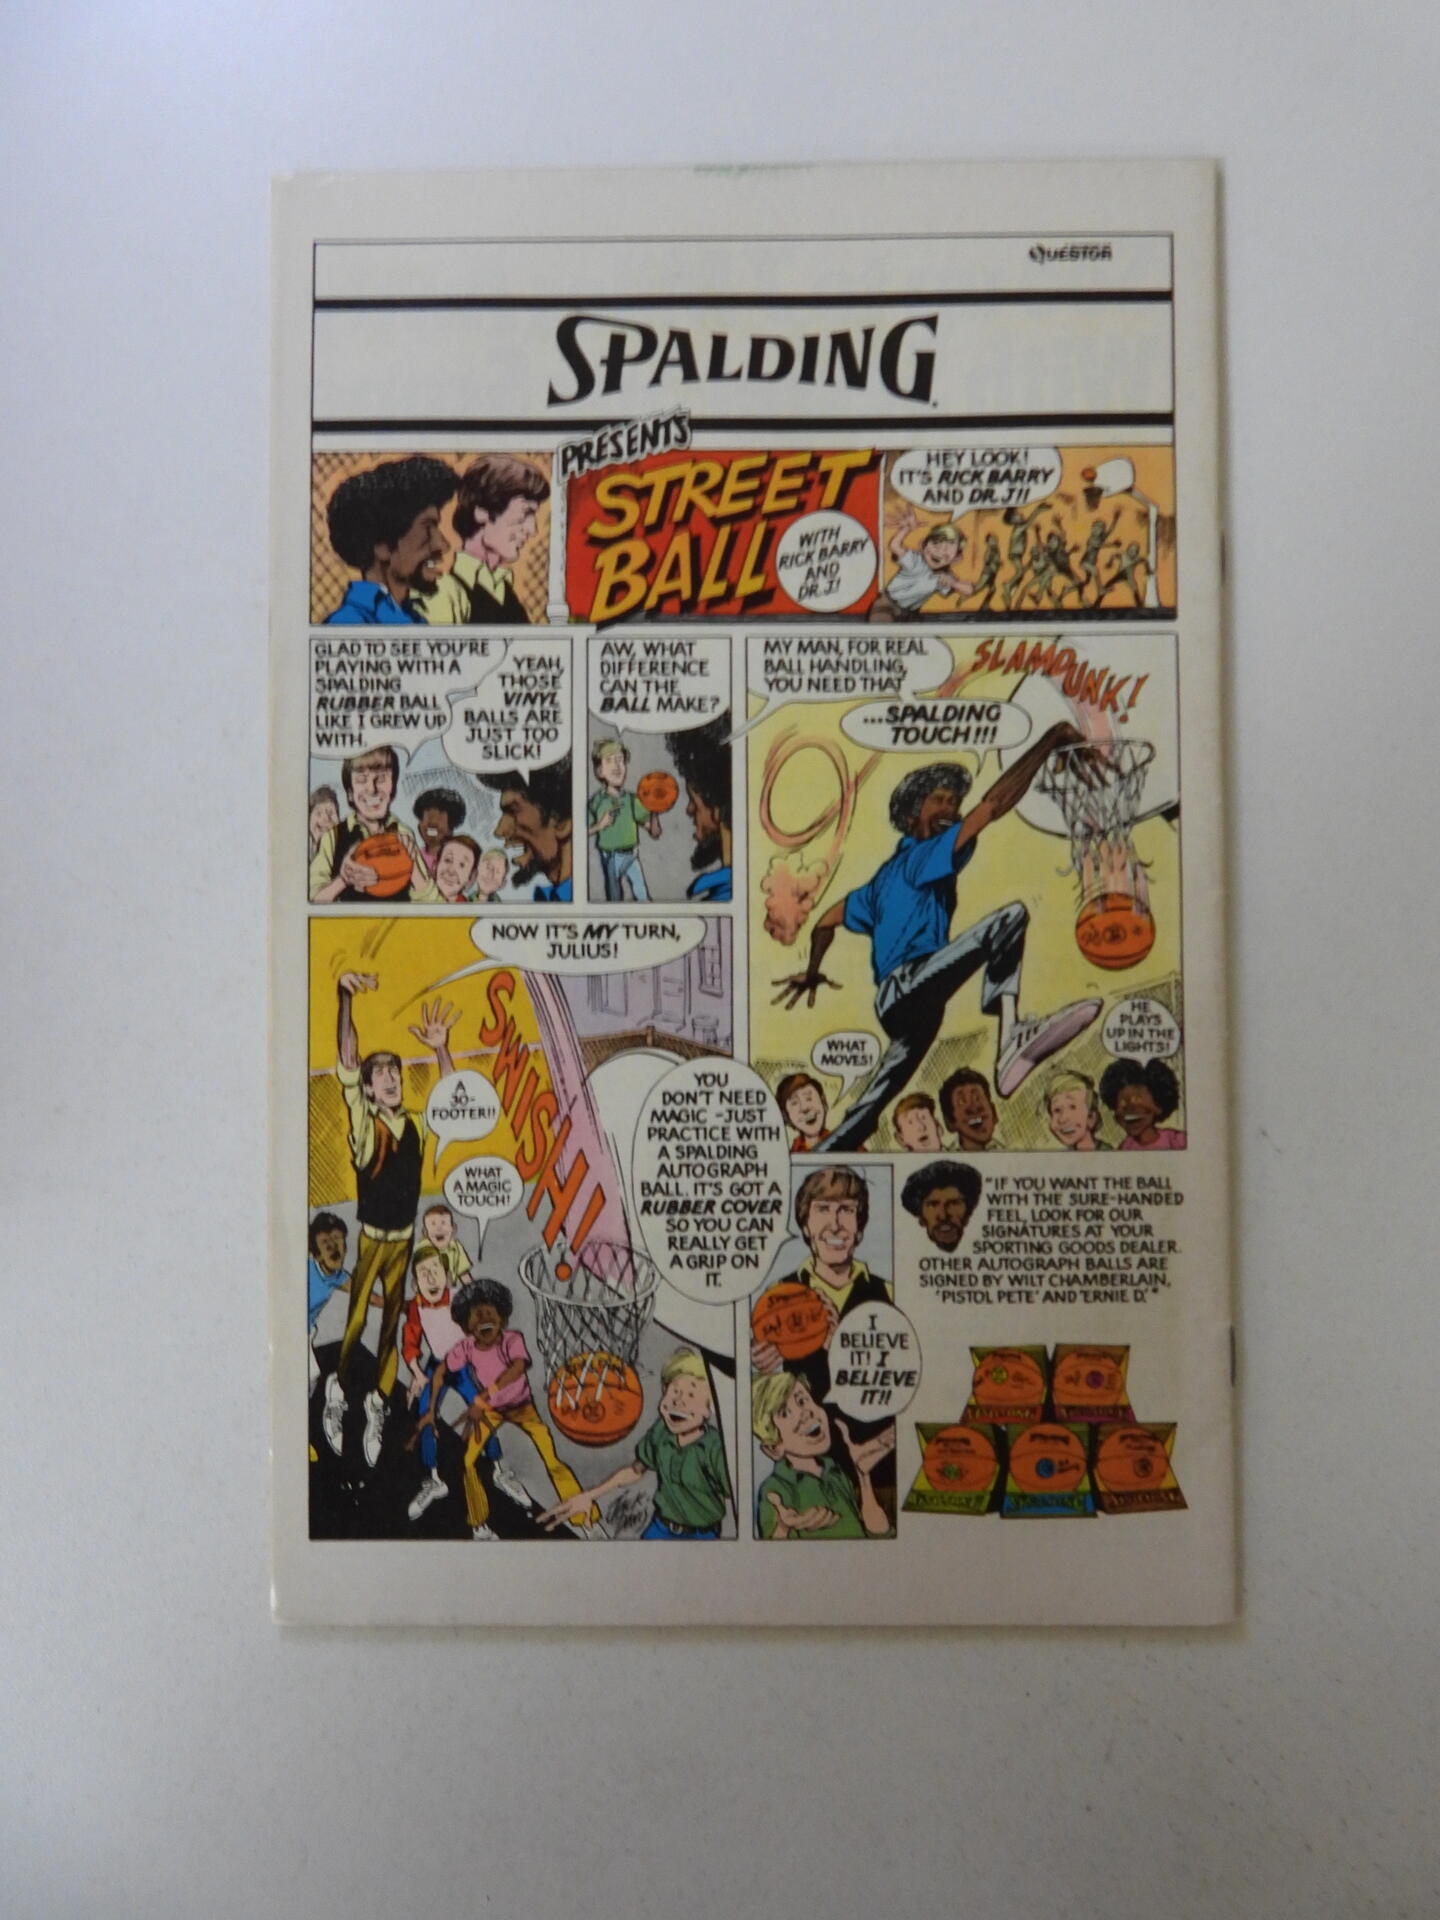 QUESTOR
SPALDING
PRESENTS
STREET
BALL
WITH
RICK BARRY
AND
DR. J!
HEY LOOK!
IT'S RICK BARRY
AND DR. J!!
GLAD TO SEE YOU'RE
PLAYING WITH A
SPALDING
RUBBER BALL
LIKE I GREW UP
WITH.
YEAH,
THOSE
VINYL
BALLS ARE
JUST TOO
SLICK!
AW, WHAT
DIFFERENCE
CAN THE
BALL MAKE?
MY MAN, FOR REAL
BALL HANDLING,
YOU NEED THAT
...SPALDING
TOUCH!!!
SLAMDUNK!
WHAT
MOVES!
HE
PLAYS
UP IN THE
LIGHTS!
NOW IT'S MY TURN,
JULIUS!
SWISH!
A
30-
FOOTER!!
WHAT
A MAGIC
TOUCH!
YOU
DON'T NEED
MAGIC -JUST
PRACTICE WITH
A SPALDING
AUTOGRAPH
BALL. IT'S GOT A
RUBBER COVER
SO YOU CAN
REALLY GET
A GRIP ON
IT.
I
BELIEVE
IT! I
BELIEVE
IT!!
"IF YOU WANT THE BALL
WITH THE SURE-HANDED
FEEL, LOOK FOR OUR
SIGNATURES AT YOUR
SPORTING GOODS DEALER.
OTHER AUTOGRAPH BALLS ARE
SIGNED BY WILT CHAMBERLAIN,
'PISTOL PETE' AND 'ERNIE D.'"